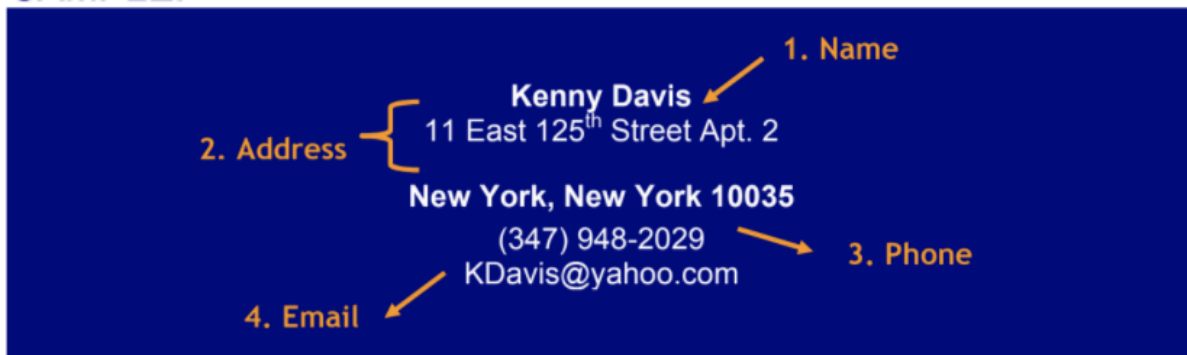 1. Name
Kenny Davis
11 East 125th Street Apt. 2
2. Address
New York, New York 10035
(347) 948-2029
3. Phone
KDavis@yahoo.com
4. Email